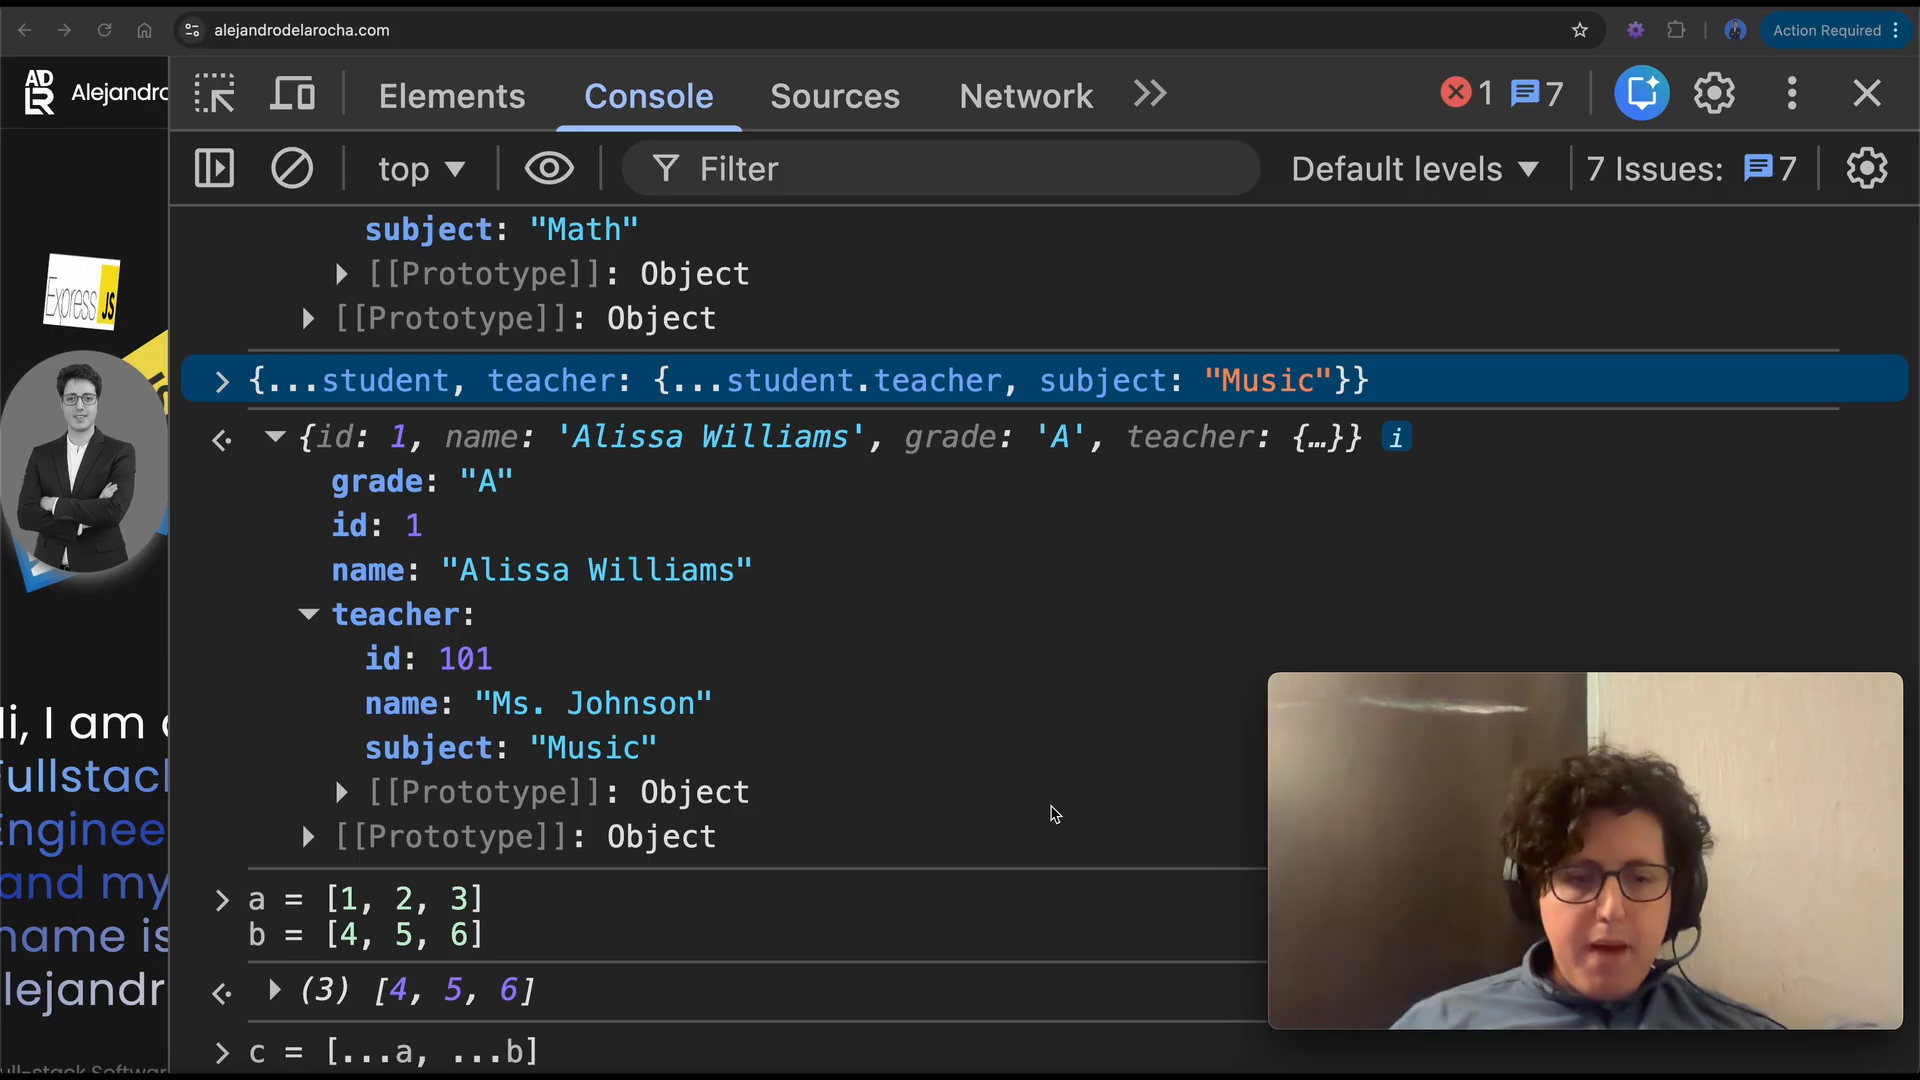 alejandrodelarocha.com
Action Required
ADLR
Alejandro
Elements
Console
Sources
Network
1
7
top
Filter
Default levels
7 Issues:
7
subject: "Math"
[[Prototype]]: Object
[[Prototype]]: Object
{...student, teacher: {...student.teacher, subject: "Music"}}
{id: 1, name: 'Alissa Williams', grade: 'A', teacher: {…}}
grade: "A"
id: 1
name: "Alissa Williams"
teacher:
id: 101
name: "Ms. Johnson"
subject: "Music"
[[Prototype]]: Object
[[Prototype]]: Object
a = [1, 2, 3]
b = [4, 5, 6]
(3) [4, 5, 6]
c = [...a, ...b]
Express JS
i, I am
ullstack
nginee
and my
name is
lejandr